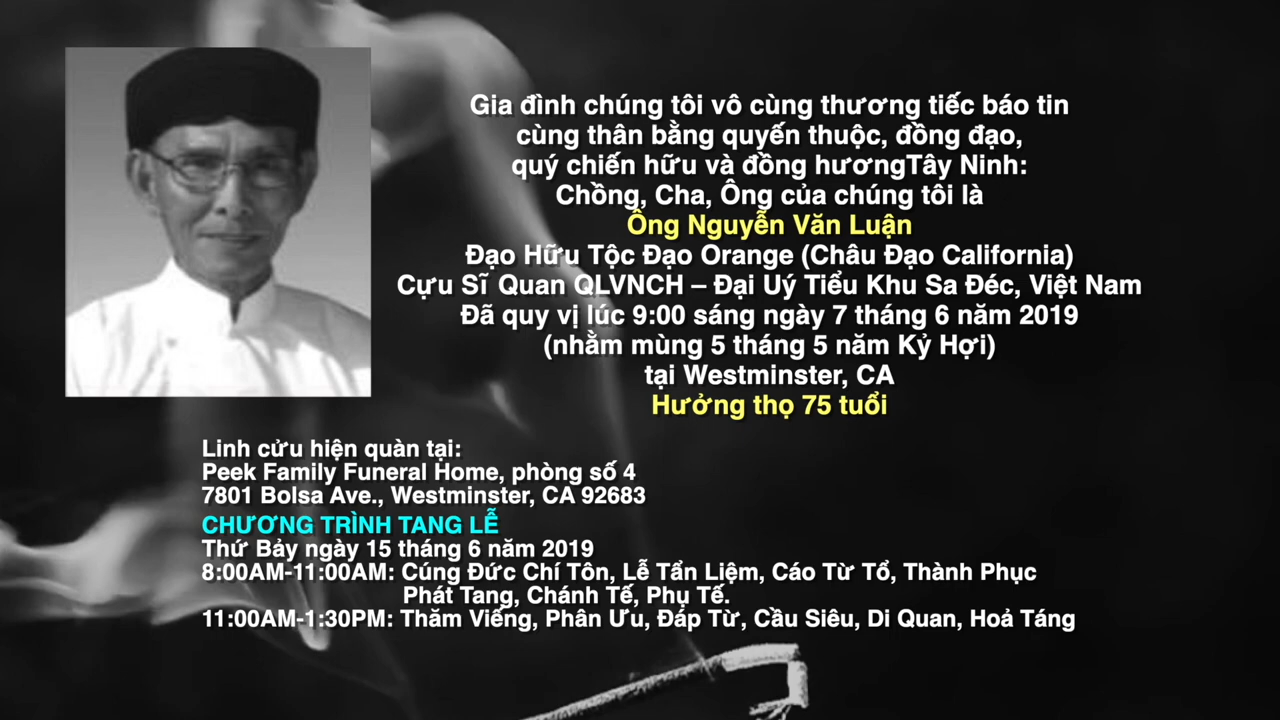 Gia đình chúng tôi vô cùng thương tiếc báo tin
cùng thân bằng quyến thuộc, đồng đạo,
quý chiến hữu và đồng hươngTây Ninh:
Chồng, Cha, Ông của chúng tôi là
Ông Nguyễn Văn Luận
Đạo Hữu Tộc Đạo Orange (Châu Đạo California)
Cựu Sĩ Quan QLVNCH – Đại Uý Tiểu Khu Sa Đéc, Việt Nam
Đã quy vị lúc 9:00 sáng ngày 7 tháng 6 năm 2019
(nhằm mùng 5 tháng 5 năm Kỷ Hợi)
tại Westminster, CA
Hưởng thọ 75 tuổi
Linh cửu hiện quàn tại:
Peek Family Funeral Home, phòng số 4
7801 Bolsa Ave., Westminster, CA 92683
CHƯƠNG TRÌNH TANG LỄ
Thứ Bảy ngày 15 tháng 6 năm 2019
8:00AM-11:00AM: Cúng Đức Chí Tôn, Lễ Tẩn Liệm, Cáo Từ Tổ, Thành Phục
Phát Tang, Chánh Tế, Phụ Tế.
11:00AM-1:30PM: Thăm Viếng, Phân Ưu, Đáp Từ, Cầu Siêu, Di Quan, Hoả Táng